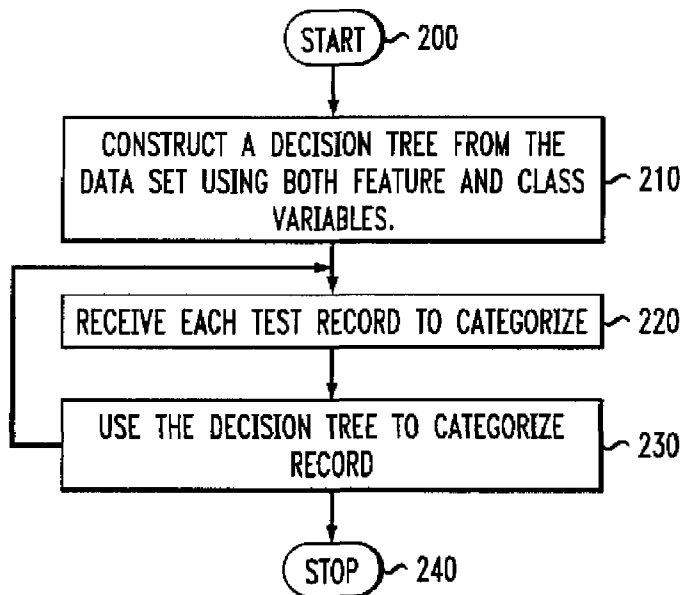 START 200
CONSTRUCT A DECISION TREE FROM THE
DATA SET USING BOTH FEATURE AND CLASS
VARIABLES.
210
RECEIVE EACH TEST RECORD TO CATEGORIZE 220
USE THE DECISION TREE TO CATEGORIZE
RECORD
230
STOP 240